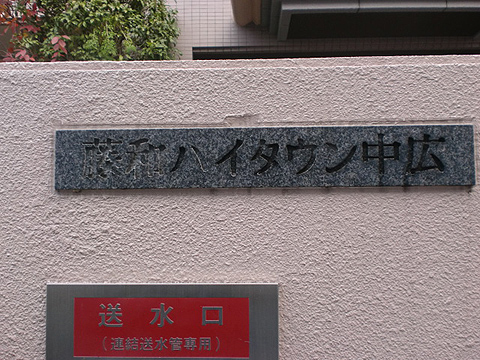 藤和ハイタウン中広
送水口
(連結送水管専用)